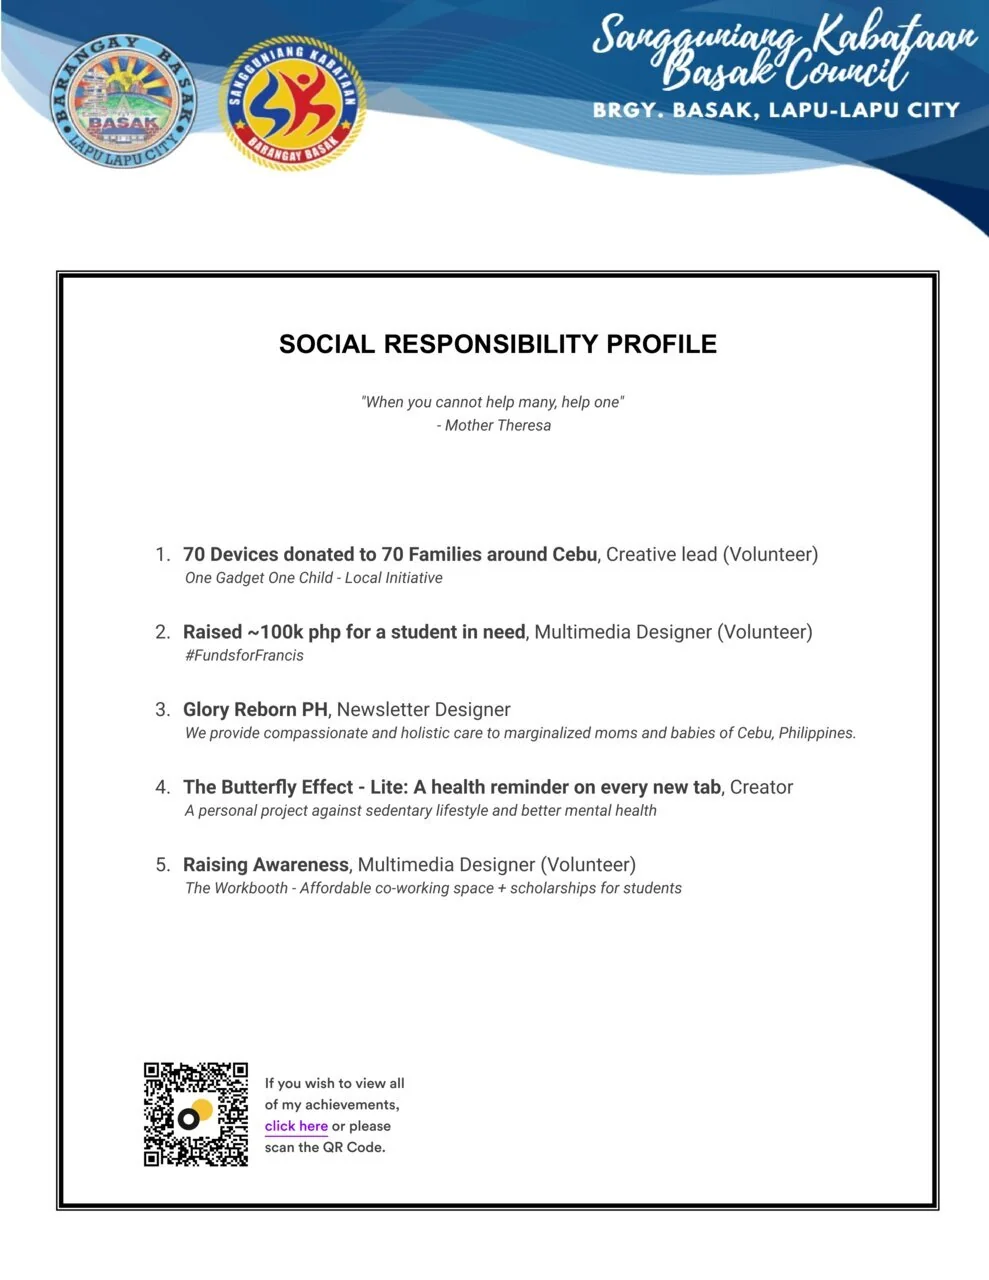 BARANGAY BASAK
BASAK
LAPU LAPU CITY
SANGGUNIANG KABATAAN
SK
BARANGAY BASAK
Sangguniang Kabataan
Basak Council
BRGY. BASAK, LAPU-LAPU CITY
SOCIAL RESPONSIBILITY PROFILE
"When you cannot help many, help one"
- Mother Theresa
1. 70 Devices donated to 70 Families around Cebu, Creative lead (Volunteer)
One Gadget One Child - Local Initiative
2. Raised ~100k php for a student in need, Multimedia Designer (Volunteer)
#FundsforFrancis
3. Glory Reborn PH, Newsletter Designer
We provide compassionate and holistic care to marginalized moms and babies of Cebu, Philippines.
4. The Butterfly Effect - Lite: A health reminder on every new tab, Creator
A personal project against sedentary lifestyle and better mental health
5. Raising Awareness, Multimedia Designer (Volunteer)
The Workbooth - Affordable co-working space + scholarships for students
If you wish to view all
of my achievements,
click here or please
scan the QR Code.